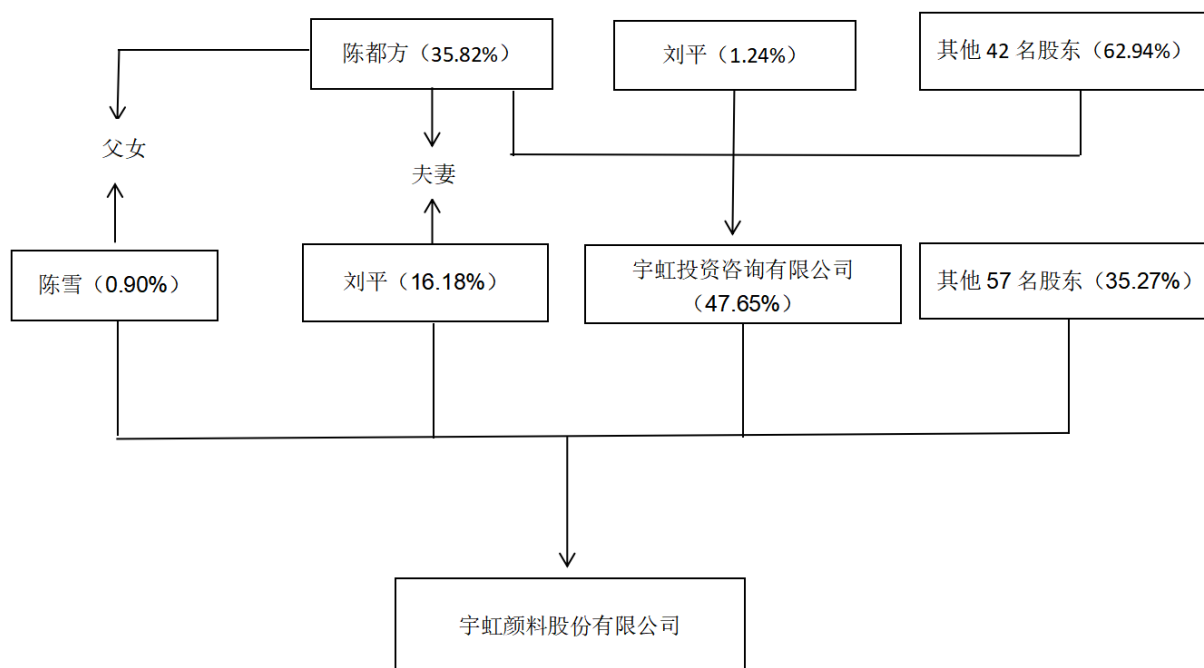 陈都方（35.82%）
刘平（1.24%）
其他 42 名股东（62.94%）
父女
夫妻
陈雪（0.90%）
刘平（16.18%）
宇虹投资咨询有限公司
（47.65%）
其他 57 名股东（35.27%）
宇虹颜料股份有限公司